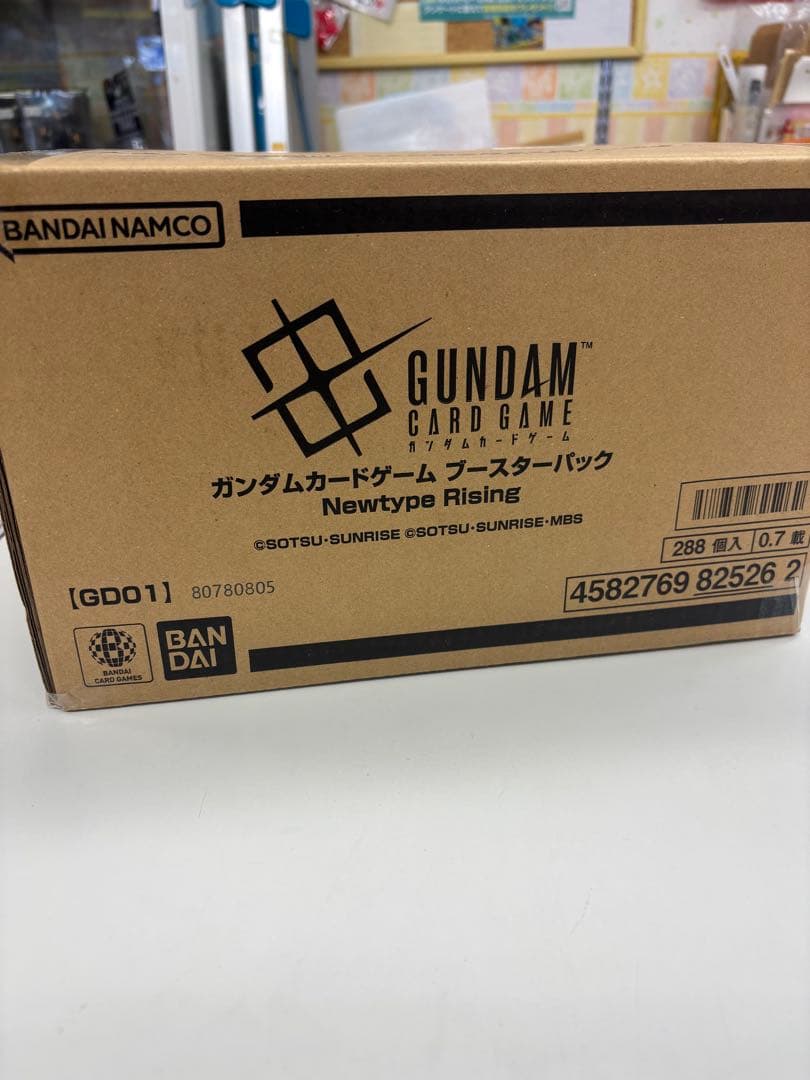 BANDAI NAMCO
GUNDAM™
CARD GAME
ガンダムカードゲーム
ガンダムカードゲーム ブースターパック
Newtype Rising
©SOTSU・SUNRISE ©SOTSU・SUNRISE・MBS
288 個入 0.7 載
【GD01】 80780805
4582769 82526 2
BANDAI
CARD GAMES
BAN
DAI